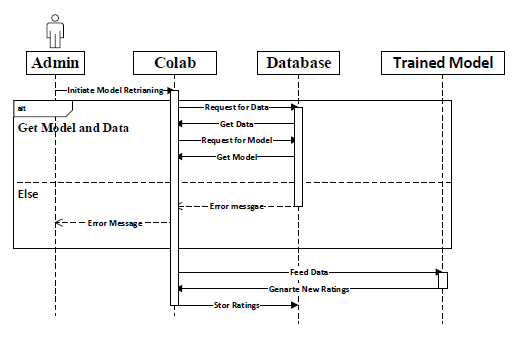 Admin
Colab
Database
Trained Model
Initiate Model Retrianing
alt
Request for Data
Get Model and Data
Get Data
Request for Model
Get Model
Else
Error messgae
Error Message
Feed Data
Genarte New Ratings
Stor Ratings